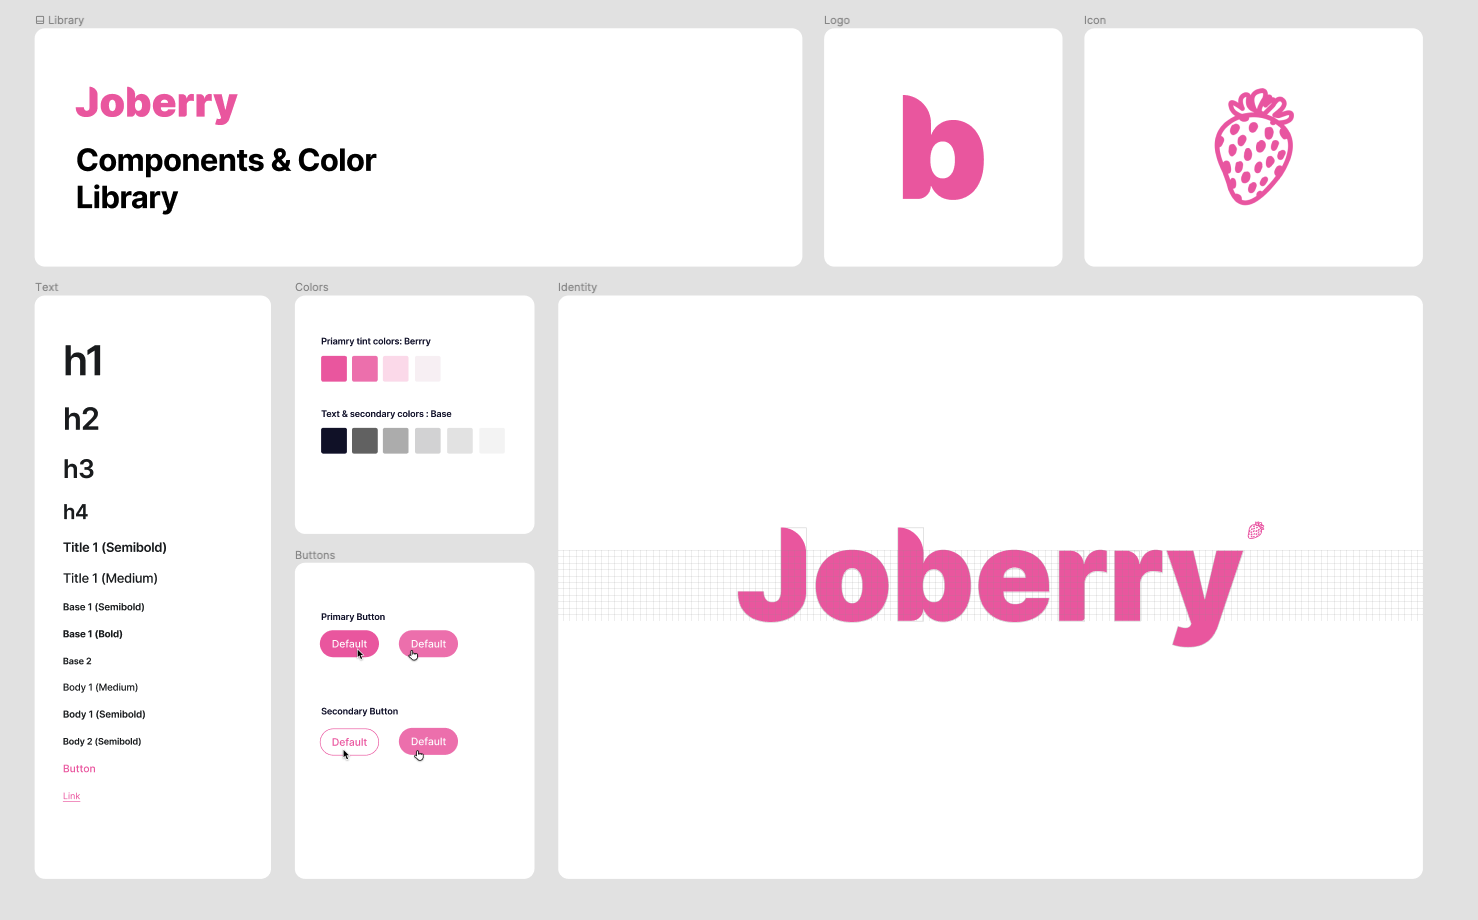 Library
Joberry
Components & Color
Library
Logo
b
Icon
Text
h1
h2
h3
h4
Title 1 (Semibold)
Title 1 (Medium)
Base 1 (Semibold)
Base 1 (Bold)
Base 2
Body 1 (Medium)
Body 1 (Semibold)
Body 2 (Semibold)
Button
Link
Colors
Priamry tint colors: Berrry
Text & secondary colors : Base
Buttons
Primary Button
Default
Default
Secondary Button
Default
Default
Identity
Joberry